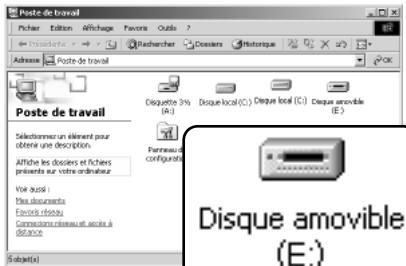 Poste de travail
Fichier Edition Affichage Favoris Outils ?
Précédente Rechercher Dossiers Historique
Adresse Poste de travail OK
Disquette 3½ (A:)
Disque local (C:)
Disque local (C:)
Disque amovible (E:)
Poste de travail
Sélectionnez un élément pour
obtenir une description.
Affiche les dossiers et fichiers
présents sur votre ordinateur
Voir aussi :
Mes documents
Favoris réseau
Connexions réseau et accès à
distance
Panneau d
configurati
5 objet(s)
Disque amovible
(E:)